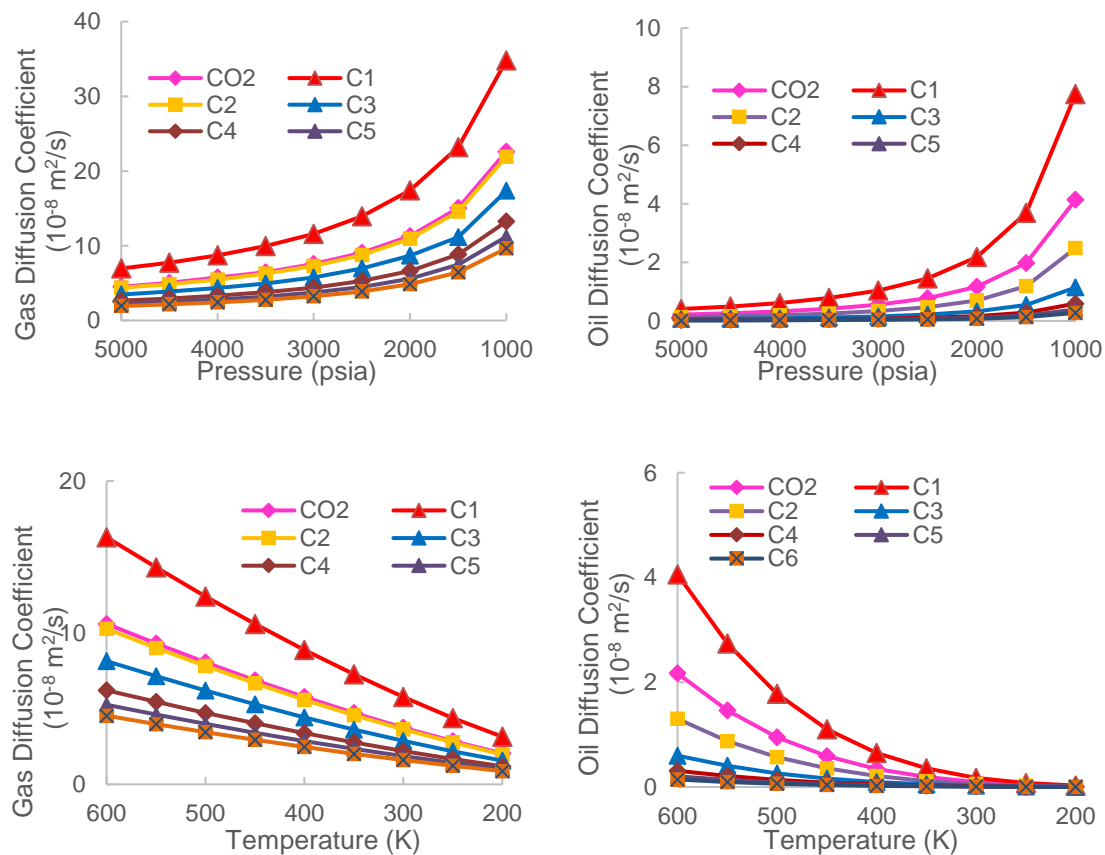 Gas Diffusion Coefficient
(10⁻⁸ m²/s)
40
30
20
10
0
CO2 C1
C2 C3
C4 C5
5000 4000 3000 2000 1000
Pressure (psia)
Oil Diffusion Coefficient
(10⁻⁸ m²/s)
10
8
6
4
2
0
CO2 C1
C2 C3
C4 C5
5000 4000 3000 2000 1000
Pressure (psia)
Gas Diffusion Coefficient
(10⁻⁸ m²/s)
20
10
0
CO2 C1
C2 C3
C4 C5
600 500 400 300 200
Temperature (K)
Oil Diffusion Coefficient
(10⁻⁸ m²/s)
6
4
2
0
CO2 C1
C2 C3
C4 C5
C6
600 500 400 300 200
Temperature (K)